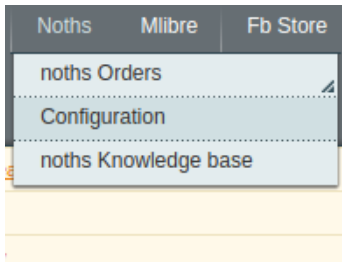 Noths Mlibre Fb Store
noths Orders
Configuration
noths Knowledge base